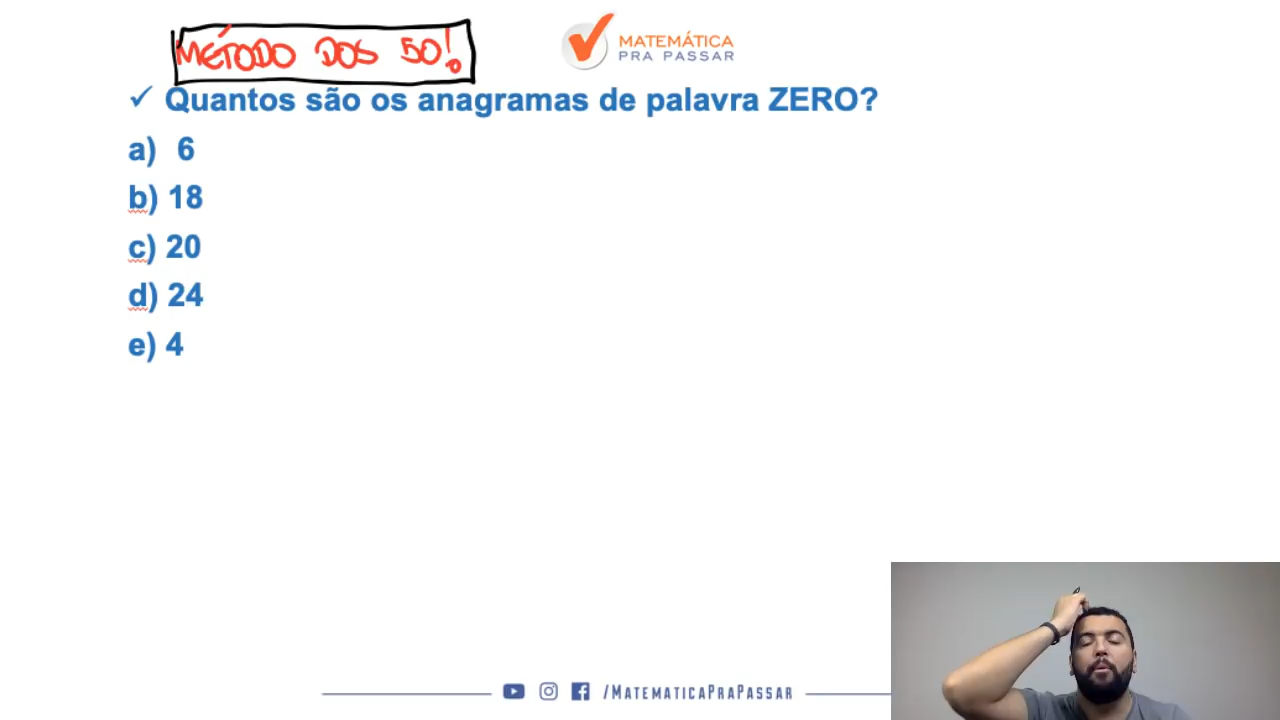 MÉTODO DOS 50!
MATEMÁTICA
PRA PASSAR
✓ Quantos são os anagramas de palavra ZERO?
a) 6
b) 18
c) 20
d) 24
e) 4
/MATEMATICAPRAPASSAR